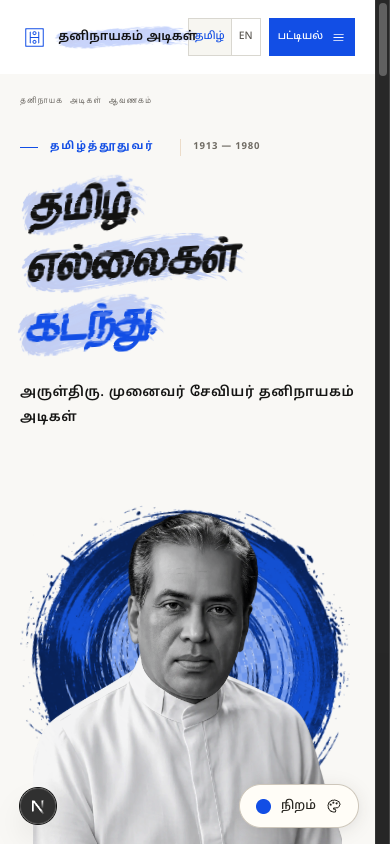 தனிநாயகம் அடிகள்
தமிழ்
EN
பட்டியல்
தனிநாயக அடிகள் ஆவணகம்
தமிழ்த்தூதுவர்
1913 — 1980
தமிழ்.
எல்லைகள்
கடந்து.
அருள்திரு. முனைவர் சேவியர் தனிநாயகம்
அடிகள்
N
நிறம்